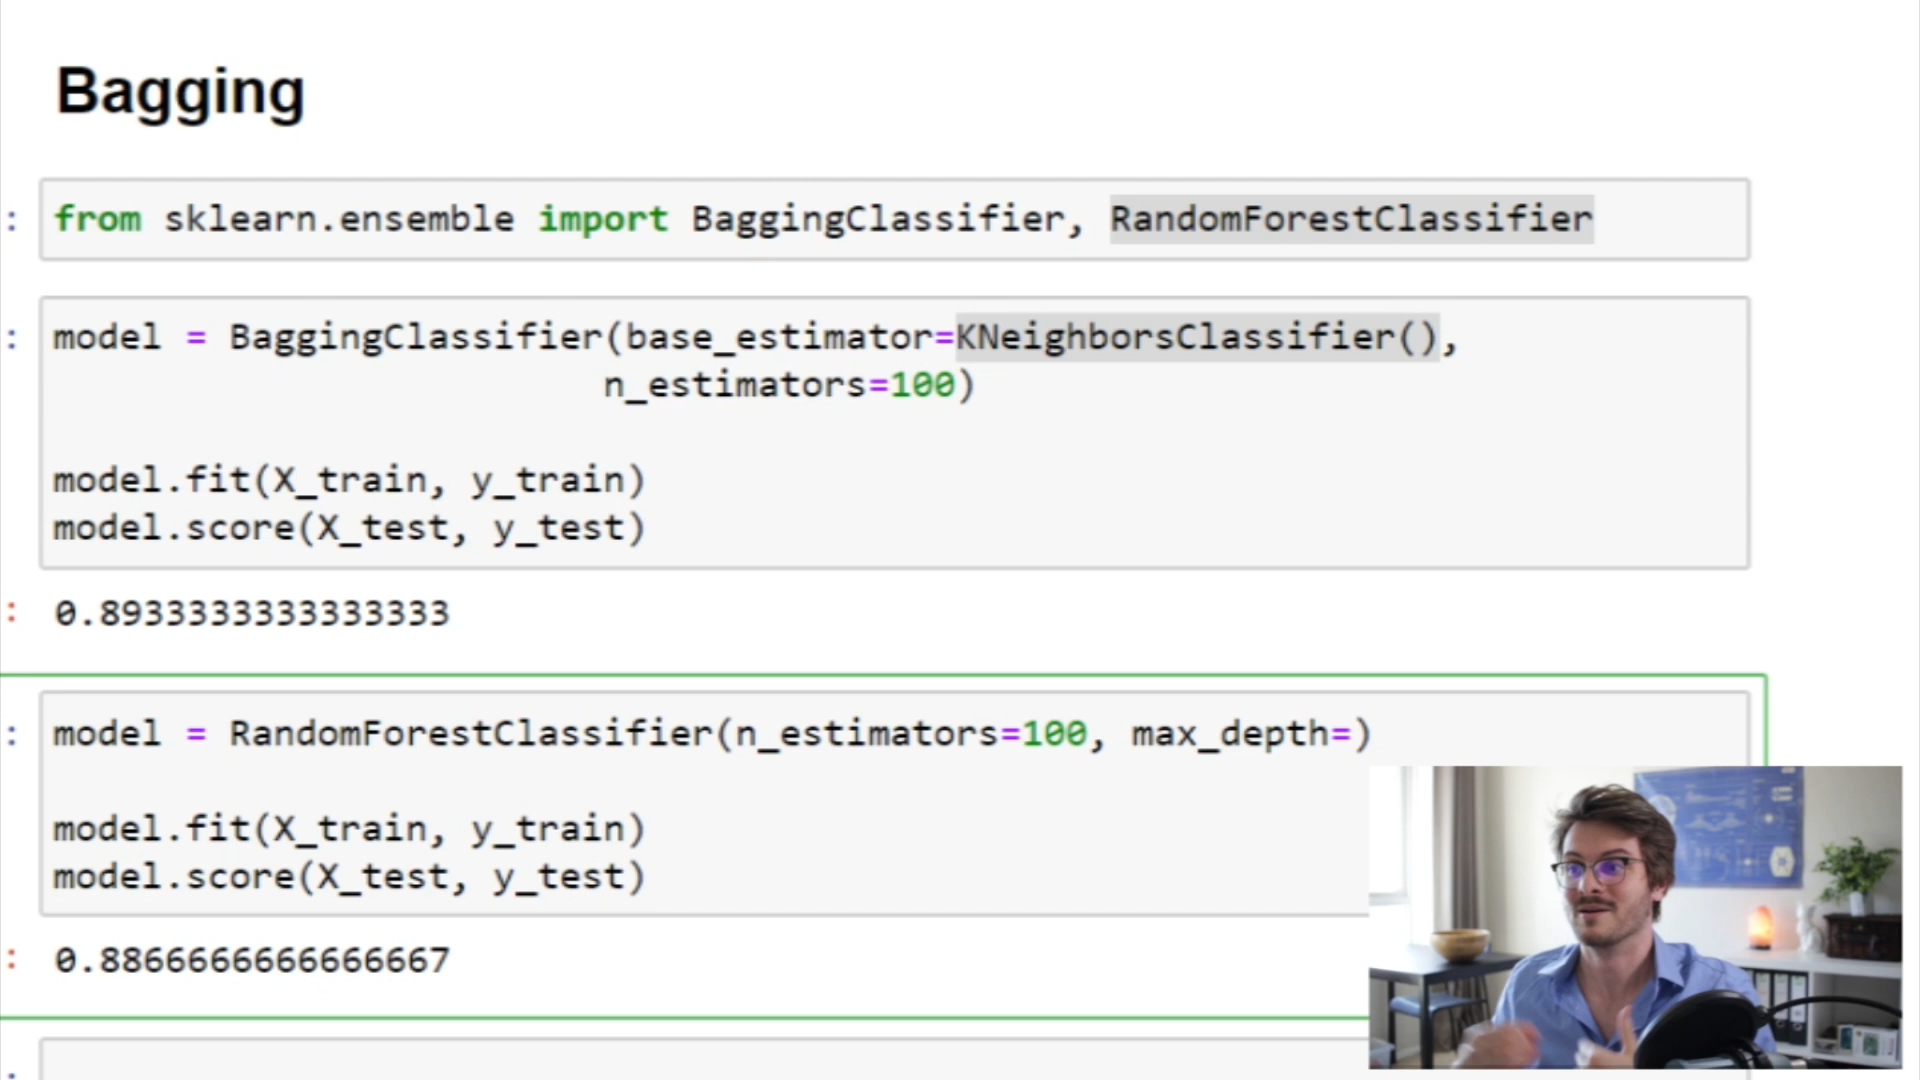 Bagging
: from sklearn.ensemble import BaggingClassifier, RandomForestClassifier
: model = BaggingClassifier(base_estimator=KNeighborsClassifier(),
n_estimators=100)
model.fit(X_train, y_train)
model.score(X_test, y_test)
: 0.8933333333333333
: model = RandomForestClassifier(n_estimators=100, max_depth=)
model.fit(X_train, y_train)
model.score(X_test, y_test)
: 0.8866666666666667
: